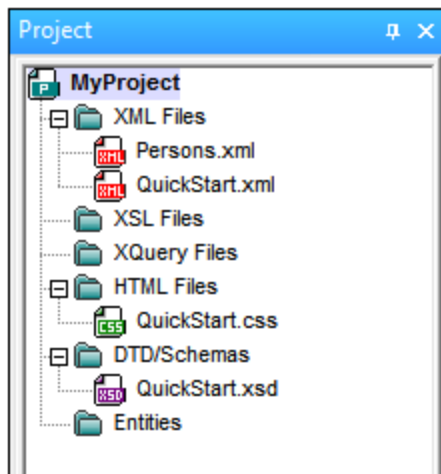 Project
MyProject
XML Files
XML Persons.xml
XML QuickStart.xml
XSL Files
XQuery Files
HTML Files
CSS QuickStart.css
DTD/Schemas
XSD QuickStart.xsd
Entities